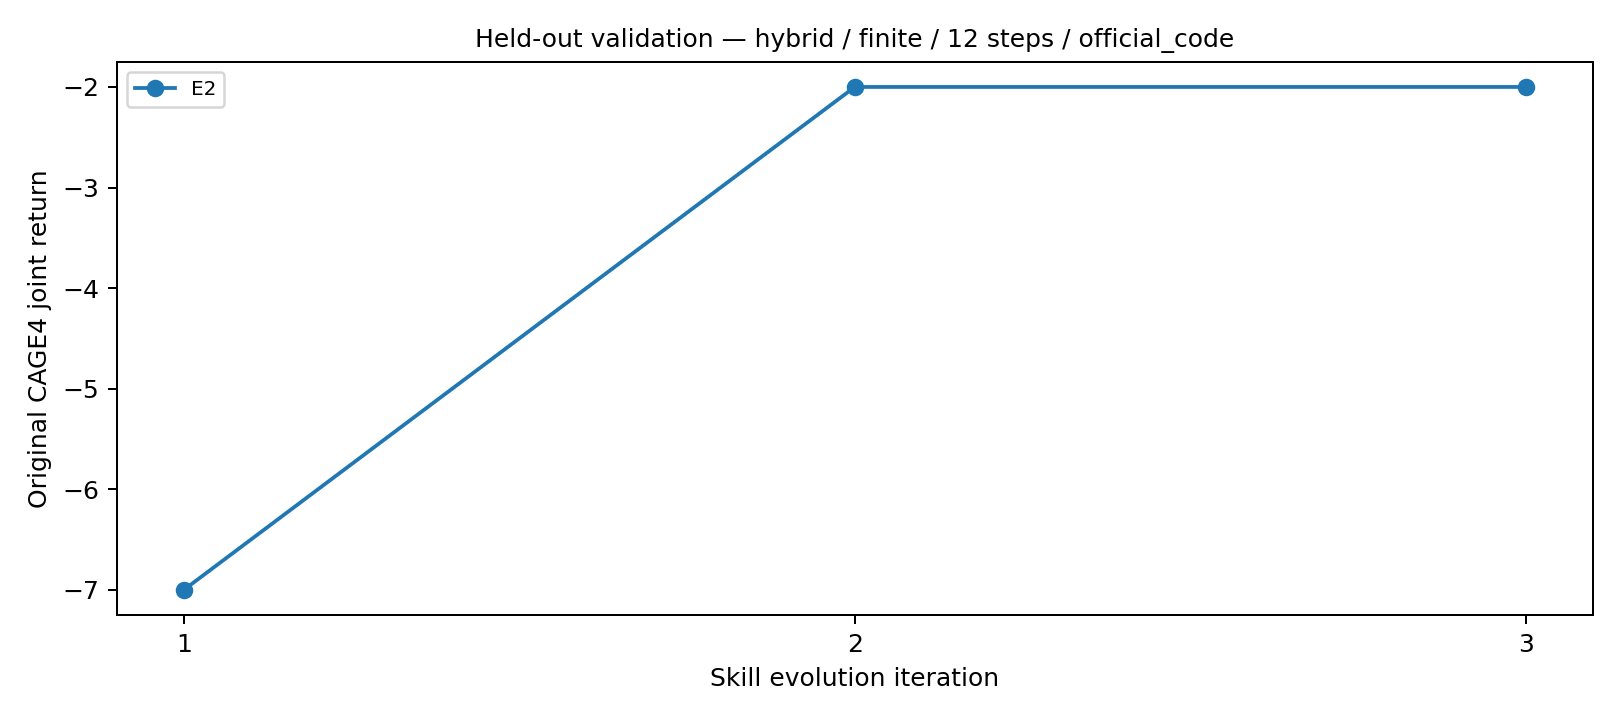 Held-out validation — hybrid / finite / 12 steps / official_code
E2
−2
−3
−4
−5
−6
−7
Original CAGE4 joint return
1 2 3
Skill evolution iteration